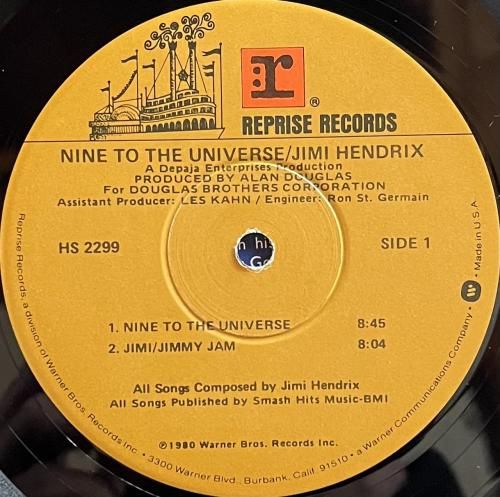 r
®
REPRISE RECORDS
NINE TO THE UNIVERSE/JIMI HENDRIX
A Depaja Enterprises Production
PRODUCED BY ALAN DOUGLAS
For DOUGLAS BROTHERS CORPORATION
Assistant Producer: LES KAHN / Engineer: Ron St. Germain
HS 2299
SIDE 1
n his
Ge
1. NINE TO THE UNIVERSE 8:45
2. JIMI/JIMMY JAM 8:04
All Songs Composed by Jimi Hendrix
All Songs Published by Smash Hits Music-BMI
℗1980 Warner Bros. Records Inc.
Reprise Records, a division of Warner Bros. Records Inc. • 3300 Warner Blvd., Burbank, Calif. 91510 • a Warner Communications Company • Made in U.S.A.